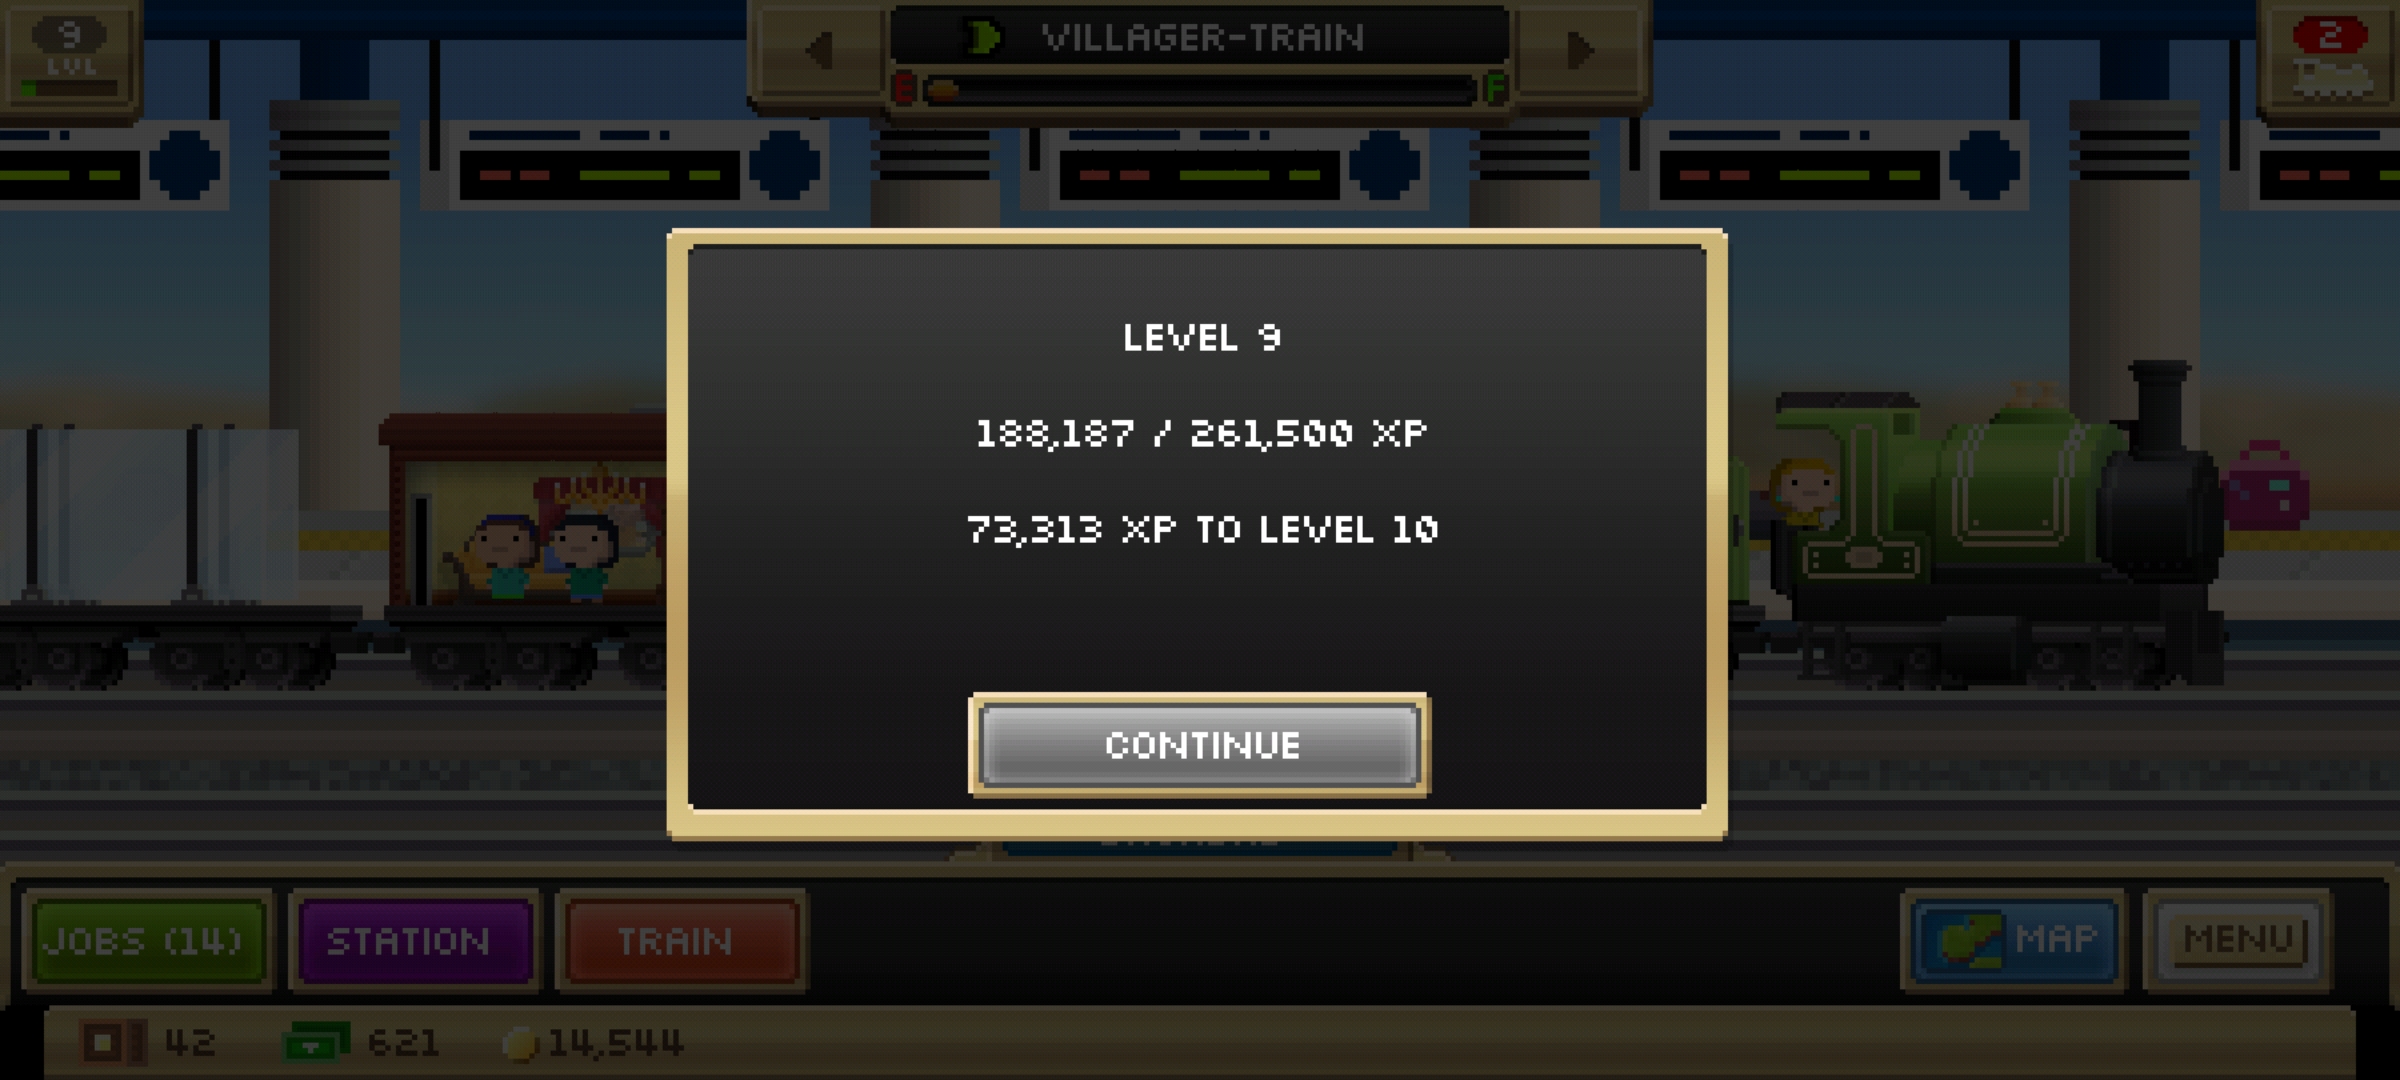 9
LVL
VILLAGER-TRAIN
E F
2
LEVEL 9
188,187 / 261,500 XP
73,313 XP TO LEVEL 10
CONTINUE
JOBS (14)
STATION
TRAIN
MAP
MENU
42
621
14,544